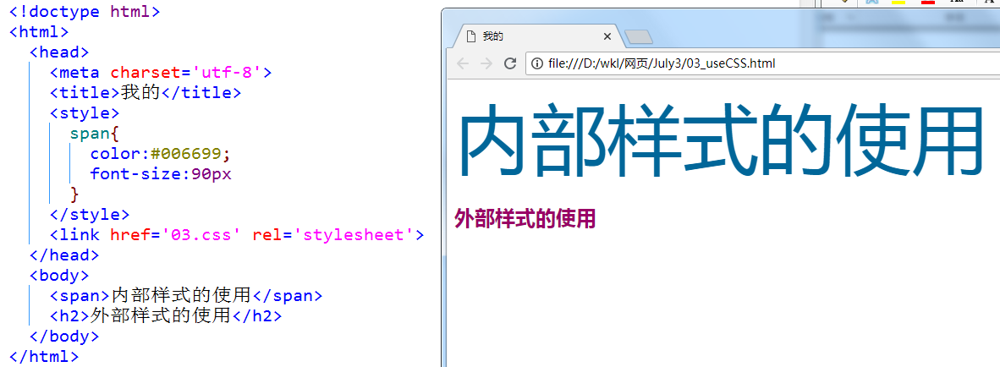 <!doctype html>
<html>
<head>
<meta charset='utf-8'>
<title>我的</title>
<style>
span{
color:#006699;
font-size:90px
}
</style>
<link href='03.css' rel='stylesheet'>
</head>
<body>
<span>内部样式的使用</span>
<h2>外部样式的使用</h2>
</body>
</html>
我的
file:///D:/wkl/网页/July3/03_useCSS.html
内部样式的使用
外部样式的使用